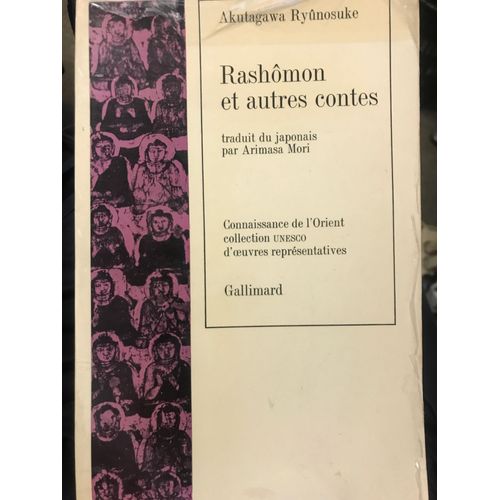 Akutagawa Ryûnosuke
Rashômon
et autres contes
traduit du japonais
par Arimasa Mori
Connaissance de l'Orient
collection UNESCO
d'œuvres représentatives
Gallimard